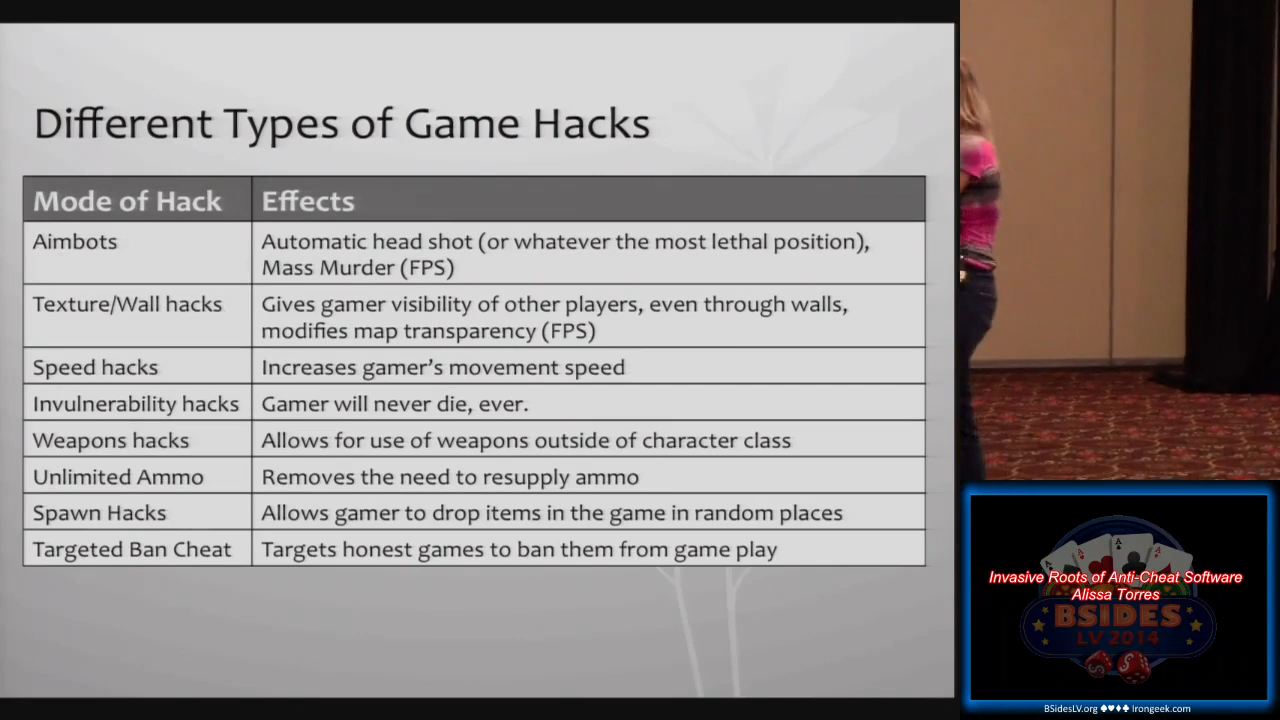 Different Types of Game Hacks
Mode of Hack
Effects
Aimbots
Automatic head shot (or whatever the most lethal position),
Mass Murder (FPS)
Texture/Wall hacks
Gives gamer visibility of other players, even through walls,
modifies map transparency (FPS)
Speed hacks
Increases gamer's movement speed
Invulnerability hacks
Gamer will never die, ever.
Weapons hacks
Allows for use of weapons outside of character class
Unlimited Ammo
Removes the need to resupply ammo
Spawn Hacks
Allows gamer to drop items in the game in random places
Targeted Ban Cheat
Targets honest games to ban them from game play
Invasive Roots of Anti-Cheat Software
Alissa Torres
BSIDES
LV 2014
BSidesLV.org ♠♥♦♣ Irongeek.com